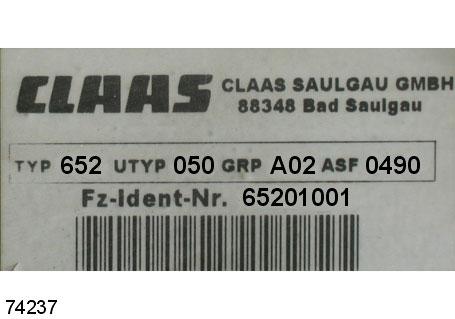 CLAAS CLAAS SAULGAU GMBH
88348 Bad Saulgau
TYP 652 UTYP 050 GRP A02 ASF 0490
Fz-Ident-Nr. 65201001
74237